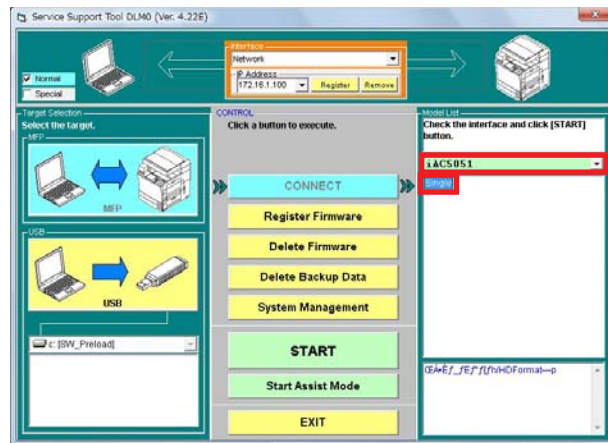 Service Support Tool DLM0 (Ver. 4.22E)
Normal
Special
Interface
Network
IP Address
172.16.1.100
Register
Remove
Target Selection
Select the target.
MFP
MFP
USB
USB
c: [SW_Preload]
CONTROL
Click a button to execute.
CONNECT
Register Firmware
Delete Firmware
Delete Backup Data
System Management
START
Start Assist Mode
EXIT
Model List
Check the interface and click [START]
button.
iAC5051
Single